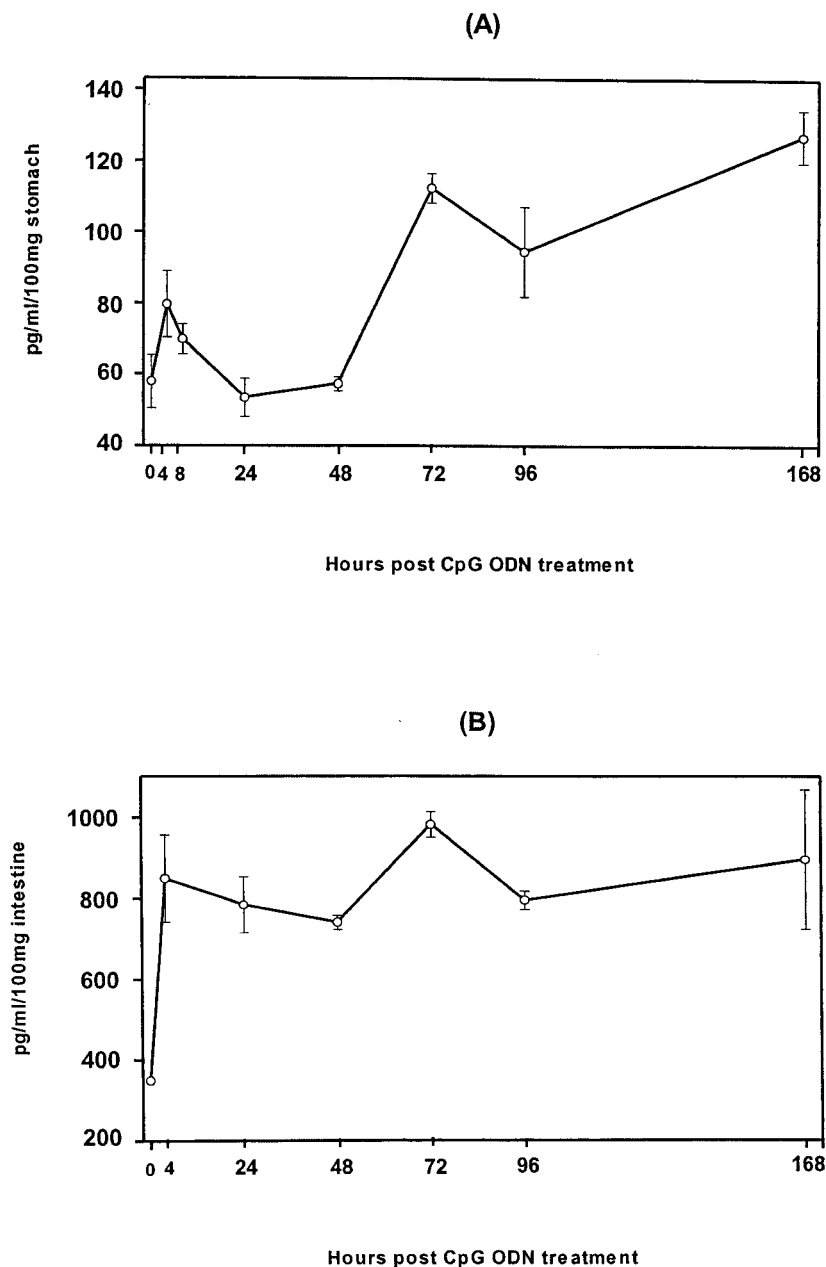 (A)
pg/ml/100mg stomach
140
120
100
80
60
40
0 4 8 24 48 72 96 168
Hours post CpG ODN treatment
(B)
pg/ml/100mg intestine
1000
800
600
400
200
0 4 24 48 72 96 168
Hours post CpG ODN treatment